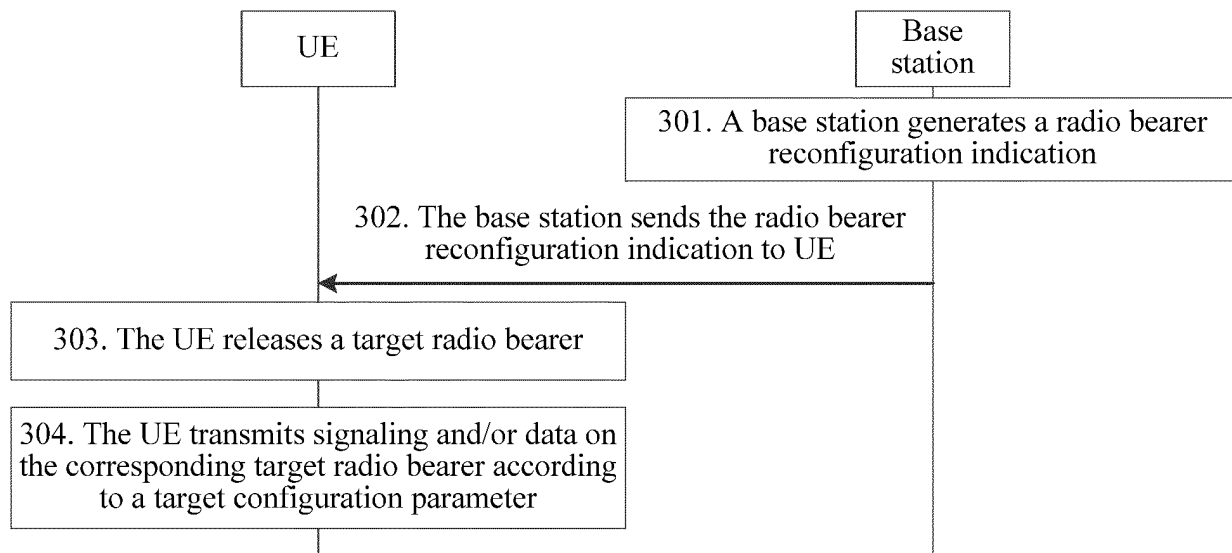 UE
Base
station
301. A base station generates a radio bearer
reconfiguration indication
302. The base station sends the radio bearer
reconfiguration indication to UE
303. The UE releases a target radio bearer
304. The UE transmits signaling and/or data on
the corresponding target radio bearer according
to a target configuration parameter